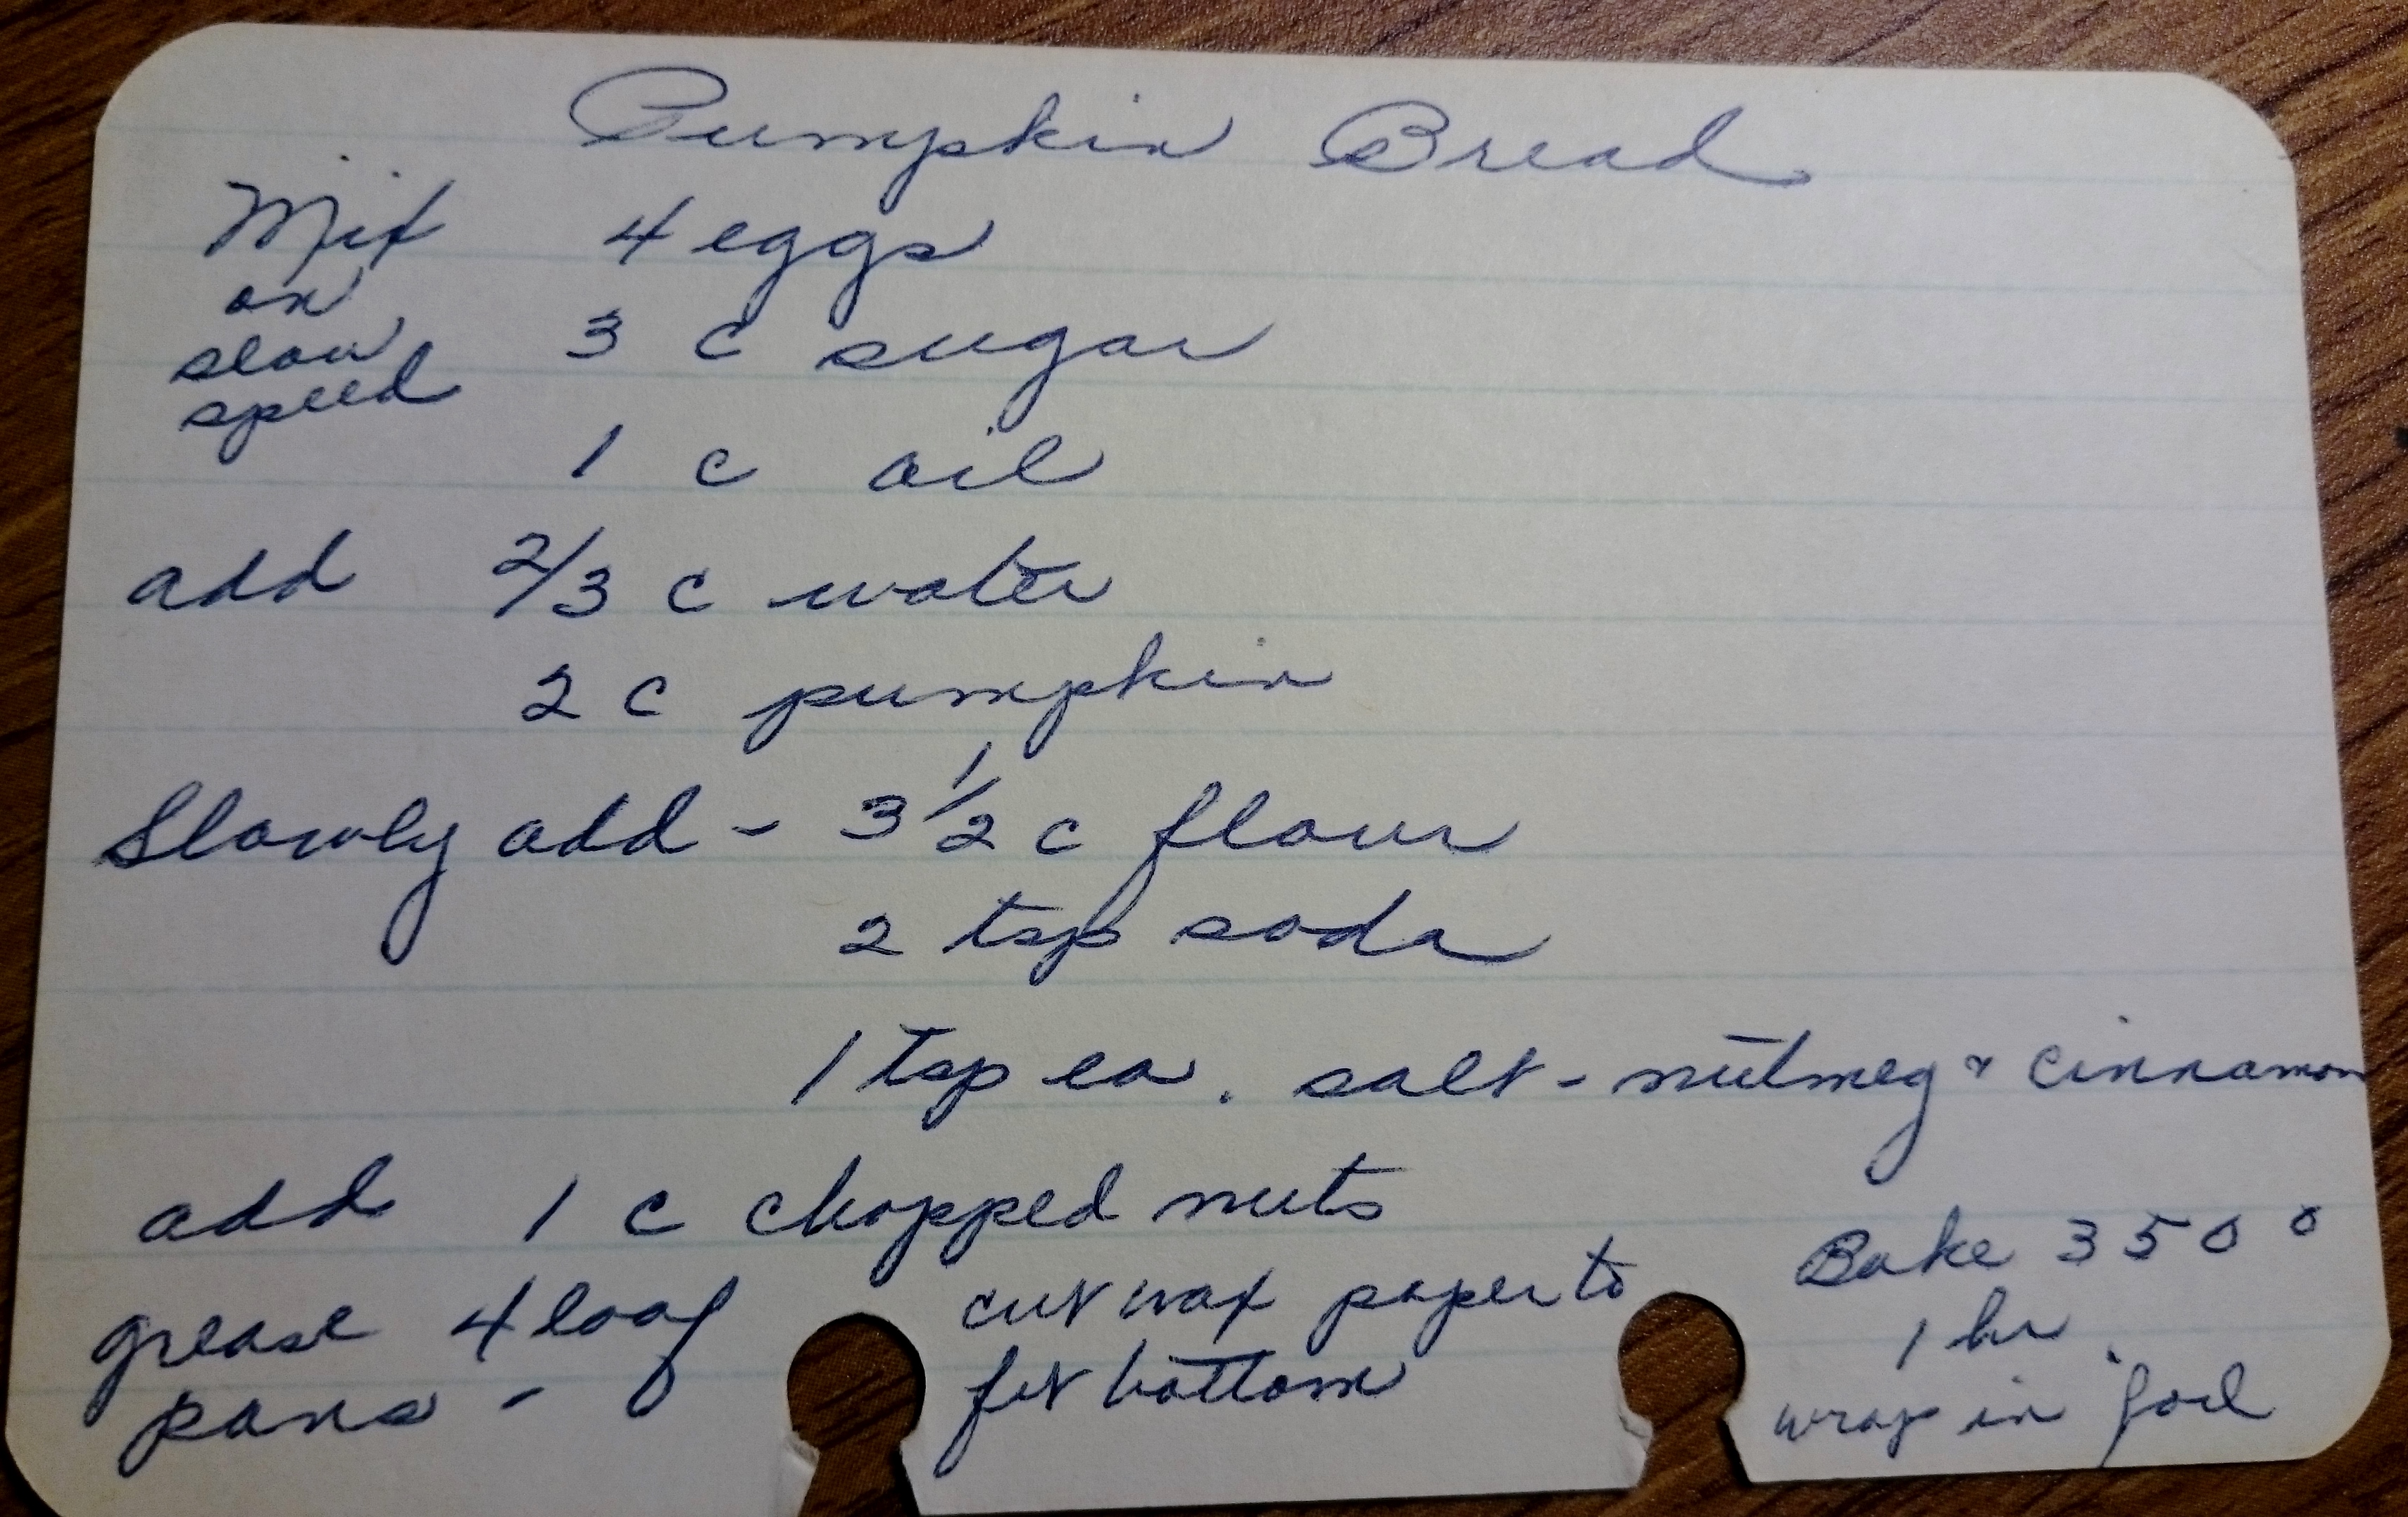 Pumpkin Bread
Mix 4 eggs
on
slow 3 c sugar
speed
1 c oil
add 2/3 c water
2 c pumpkin
Slowly add - 3 1/2 c flour
2 tsp soda
1 tsp ea. salt - nutmeg & cinnamon
add 1 c chopped nuts
grease 4 loaf
pans -
cut wax paper to
fit bottom
Bake 350°
1 hr.
wrap in foil